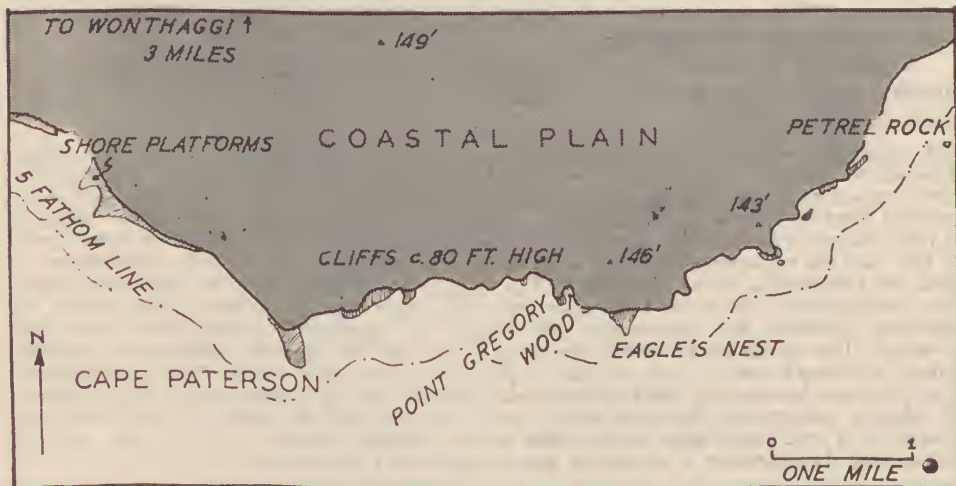 TO WONTHAGGI
3 MILES
149'
COASTAL PLAIN
PETREL ROCK
SHORE PLATFORMS
5 FATHOM LINE
143'
CLIFFS c. 80 FT. HIGH
146'
POINT GREGORY
WOOD
EAGLE'S NEST
N
CAPE PATERSON
0 1
ONE MILE